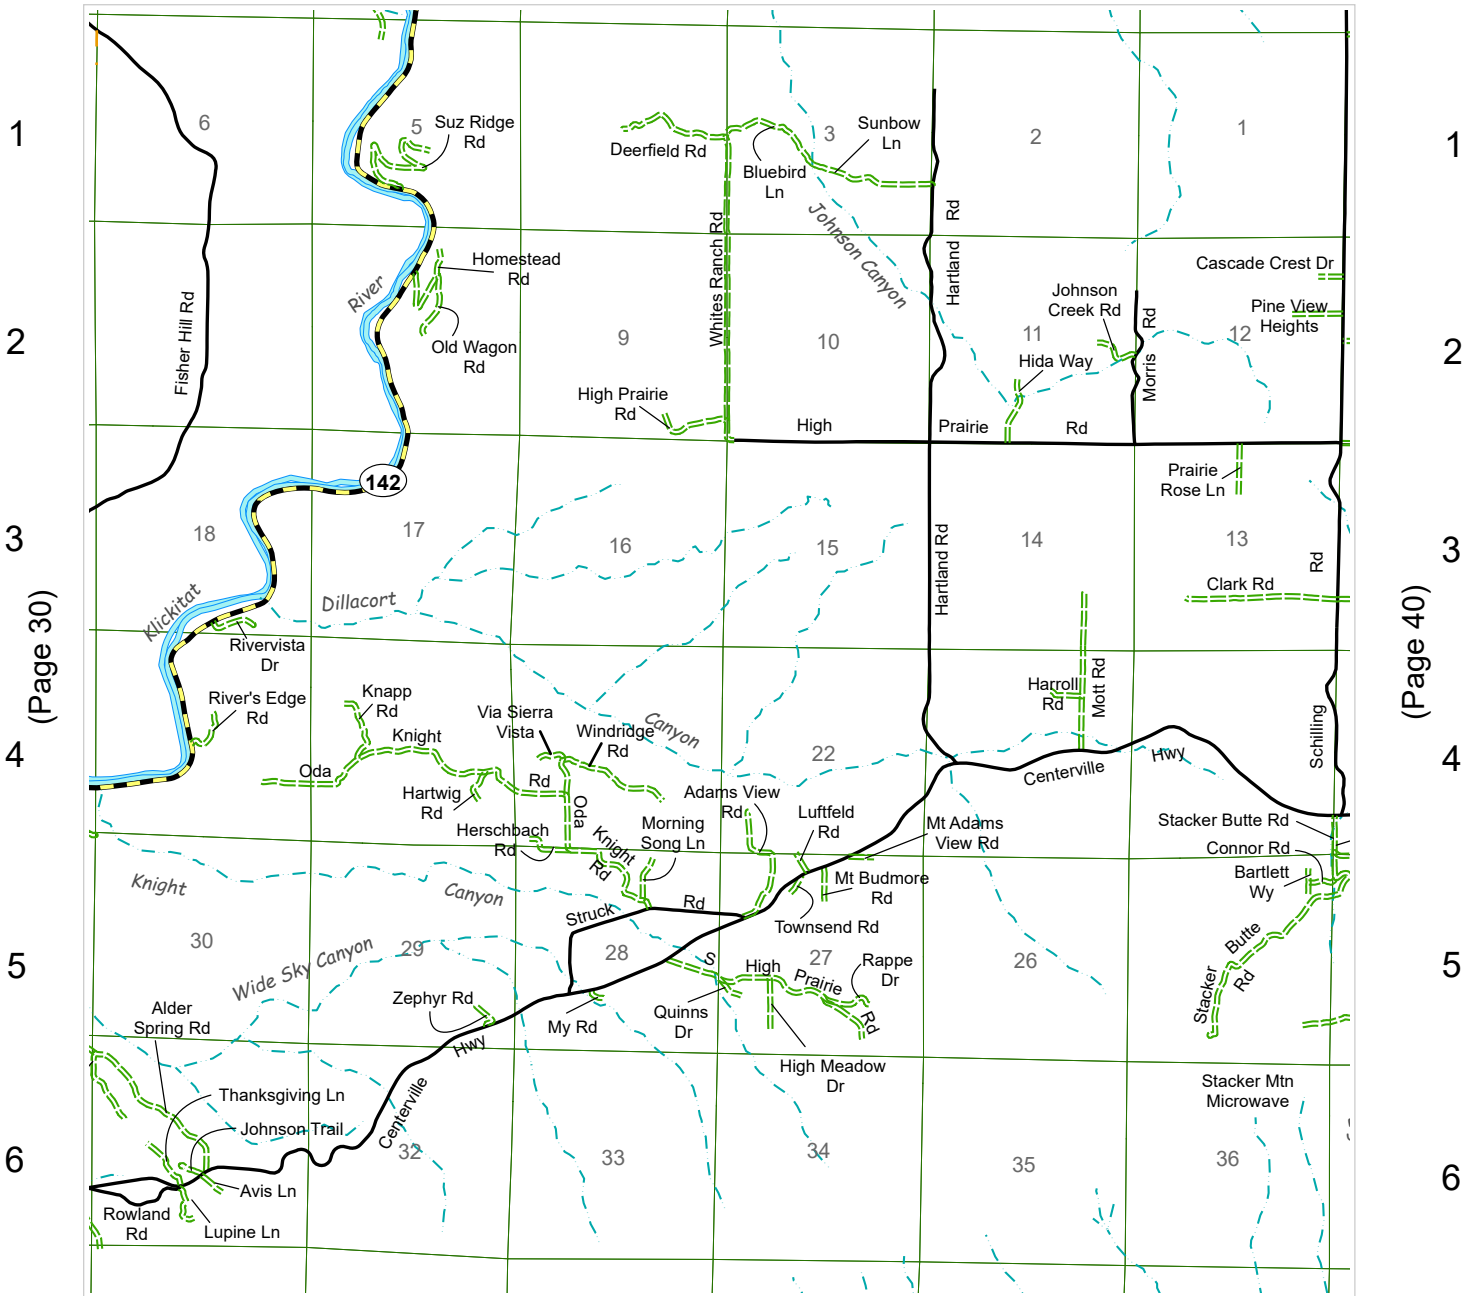 1
6
5
Suz Ridge
Rd
Deerfield Rd
Bluebird
Ln
3
Sunbow
Ln
2
1
1
Whites Ranch Rd
Johnson Canyon
Hartland
Rd
Fisher Hill Rd
River
Homestead
Rd
Old Wagon
Rd
2
9
10
High Prairie
Rd
High
Prairie
Rd
11
Johnson
Creek Rd
Hida Way
Morris
Rd
12
Cascade Crest Dr
Pine View
Heights
2
142
Prairie
Rose Ln
3
18
17
16
15
14
13
3
Hartland Rd
Rd
Clark Rd
Klickitat
Dillacort
Rivervista
Dr
(Page 30)
(Page 40)
River's Edge
Rd
Knapp
Rd
Knight
Oda
Hartwig
Rd
Via Sierra
Vista
Windridge
Rd
Canyon
Rd
Oda
Harroll
Rd
Mott Rd
Schilling
4
22
4
Centerville
Hwy
Adams View
Rd
Luftfeld
Rd
Mt Adams
View Rd
Herschbach
Rd
Knight
Rd
Morning
Song Ln
Stacker Butte Rd
Connor Rd
Bartlett
Wy
Knight
Canyon
Struck
Rd
Mt Budmore
Rd
Townsend Rd
5
30
29
28
27
26
5
Wide Sky Canyon
S
High
Prairie
Rd
Rappe
Dr
Stacker
Butte
Rd
Zephyr Rd
My Rd
Quinns
Dr
High Meadow
Dr
Alder
Spring Rd
Hwy
Centerville
Thanksgiving Ln
Johnson Trail
Stacker Mtn
Microwave
6
32
33
34
35
36
6
Avis Ln
Rowland
Rd
Lupine Ln